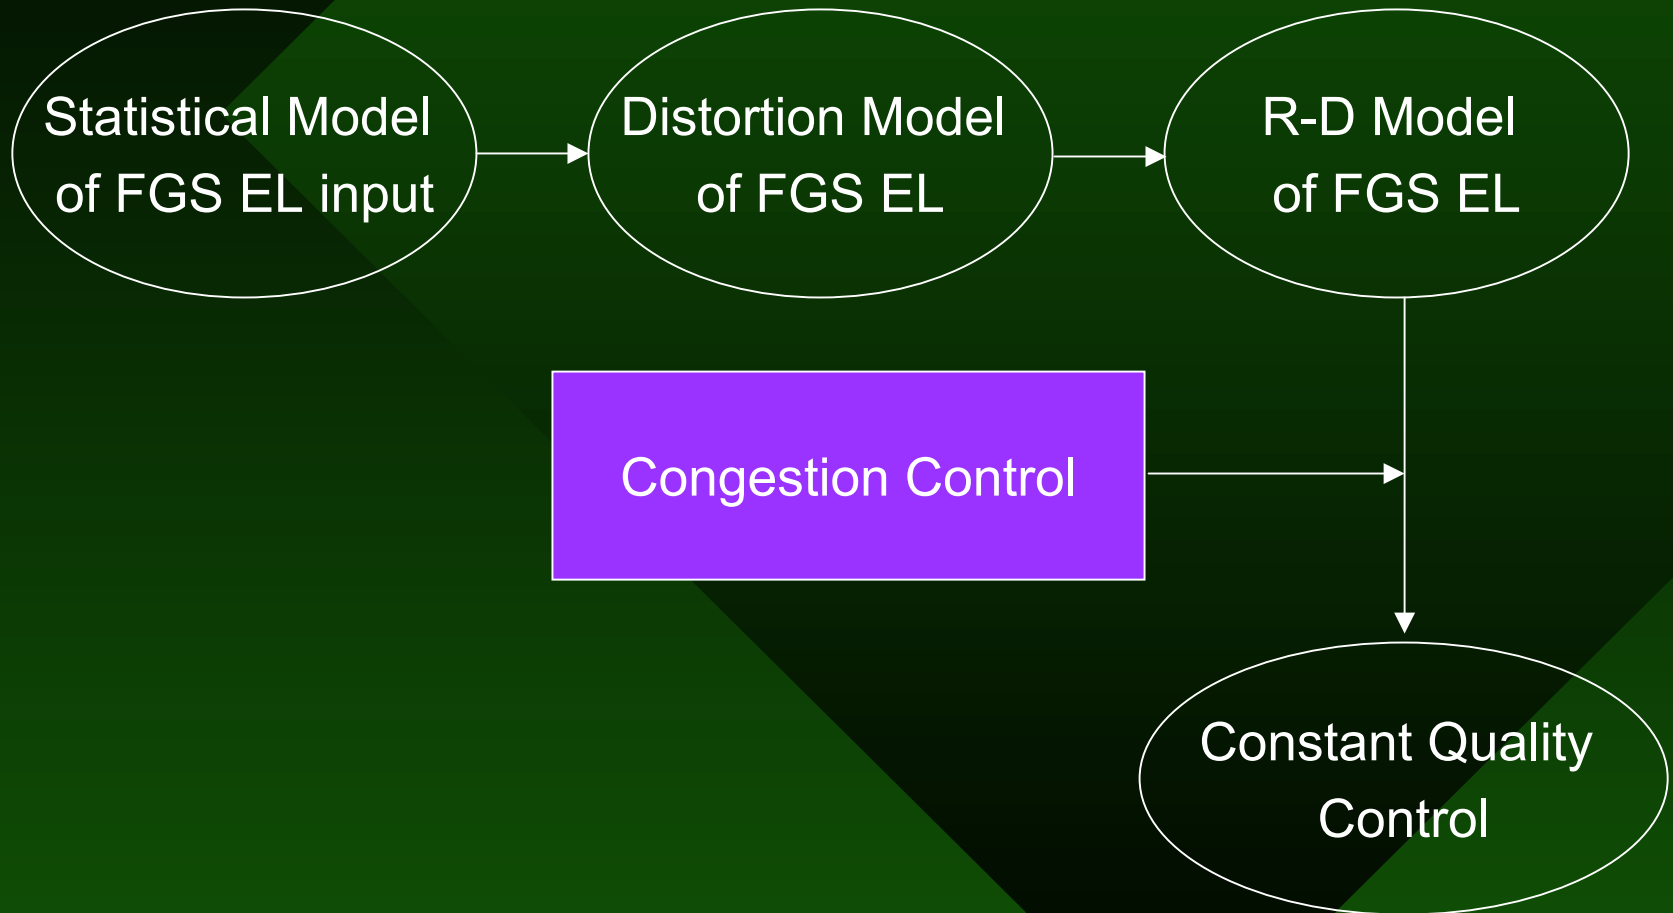 Statistical Model
of FGS EL input
Distortion Model
of FGS EL
R-D Model
of FGS EL
Congestion Control
Constant Quality
Control